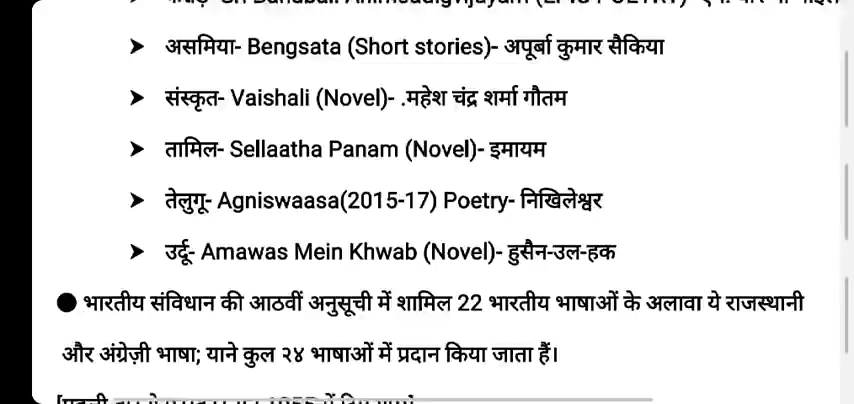 ➤ असमिया- Bengsata (Short stories)- अपूर्बा कुमार सैकिया
➤ संस्कृत- Vaishali (Novel)- .महेश चंद्र शर्मा गौतम
➤ तामिल- Sellaatha Panam (Novel)- इमायम
➤ तेलुगू- Agniswaasa(2015-17) Poetry- निखिलेश्वर
➤ उर्दू- Amawas Mein Khwab (Novel)- हुसैन-उल-हक
● भारतीय संविधान की आठवीं अनुसूची में शामिल 22 भारतीय भाषाओं के अलावा ये राजस्थानी
और अंग्रेज़ी भाषा; याने कुल २४ भाषाओं में प्रदान किया जाता हैं।